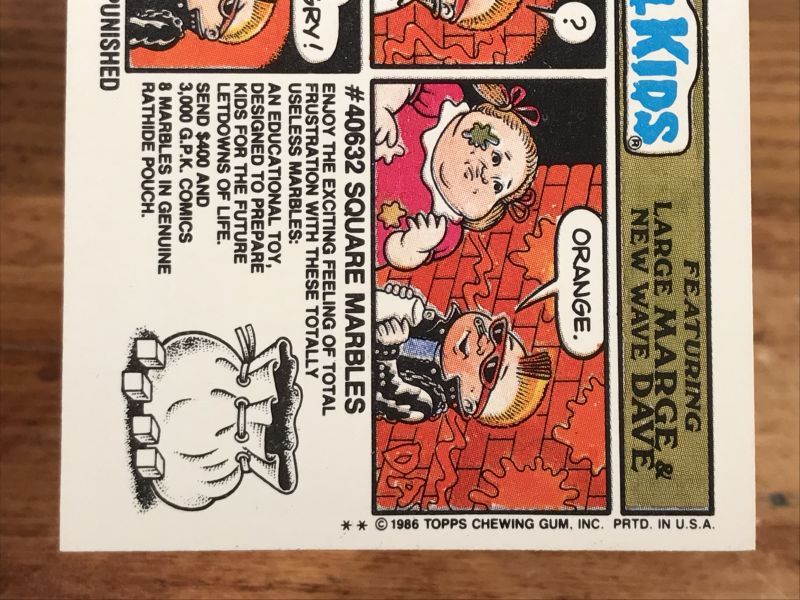 KIDS®
FEATURING
LARGE MARGE &
NEW WAVE DAVE
?
GRY!
ORANGE.
PUNISHED
#40632 SQUARE MARBLES
ENJOY THE EXCITING FEELING OF TOTAL
FRUSTRATION WITH THESE TOTALLY
USELESS MARBLES:
AN EDUCATIONAL TOY,
DESIGNED TO PREPARE
KIDS FOR THE FUTURE
LETDOWNS OF LIFE.
SEND $400 AND
3,000 G.P.K. COMICS
8 MARBLES IN GENUINE
RATHIDE POUCH.
** © 1986 TOPPS CHEWING GUM, INC. PRTD. IN U.S.A.